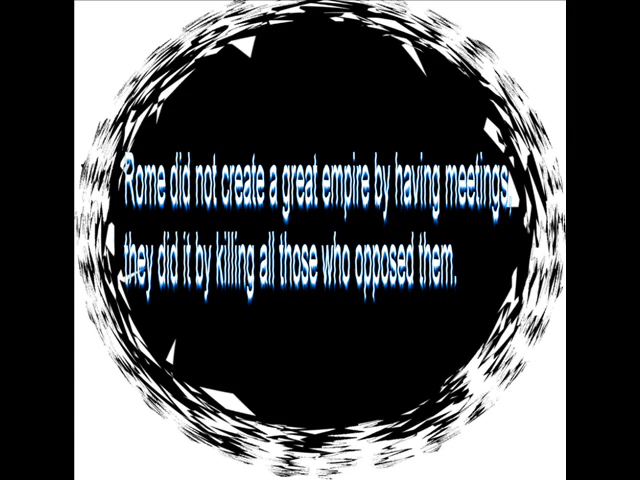 Rome did not create a great empire by having meetings,
they did it by killing all those who opposed them.